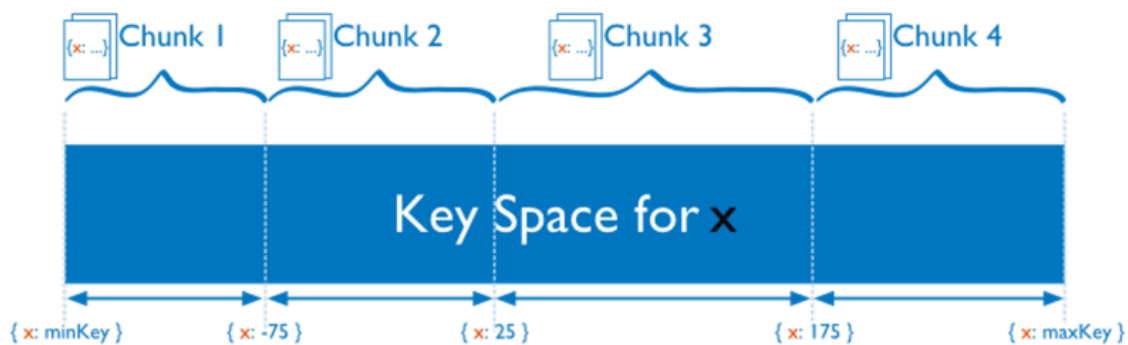 {x: ...} Chunk 1 {x: ...} Chunk 2 {x: ...} Chunk 3 {x: ...} Chunk 4
Key Space for x
{ x: minKey } { x: -75 } { x: 25 } { x: 175 } { x: maxKey }